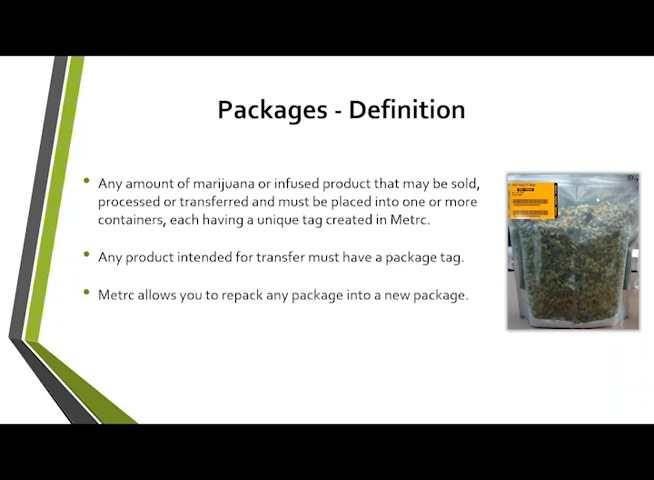 Packages - Definition
• Any amount of marijuana or infused product that may be sold,
processed or transferred and must be placed into one or more
containers, each having a unique tag created in Metrc.
• Any product intended for transfer must have a package tag.
• Metrc allows you to repack any package into a new package.